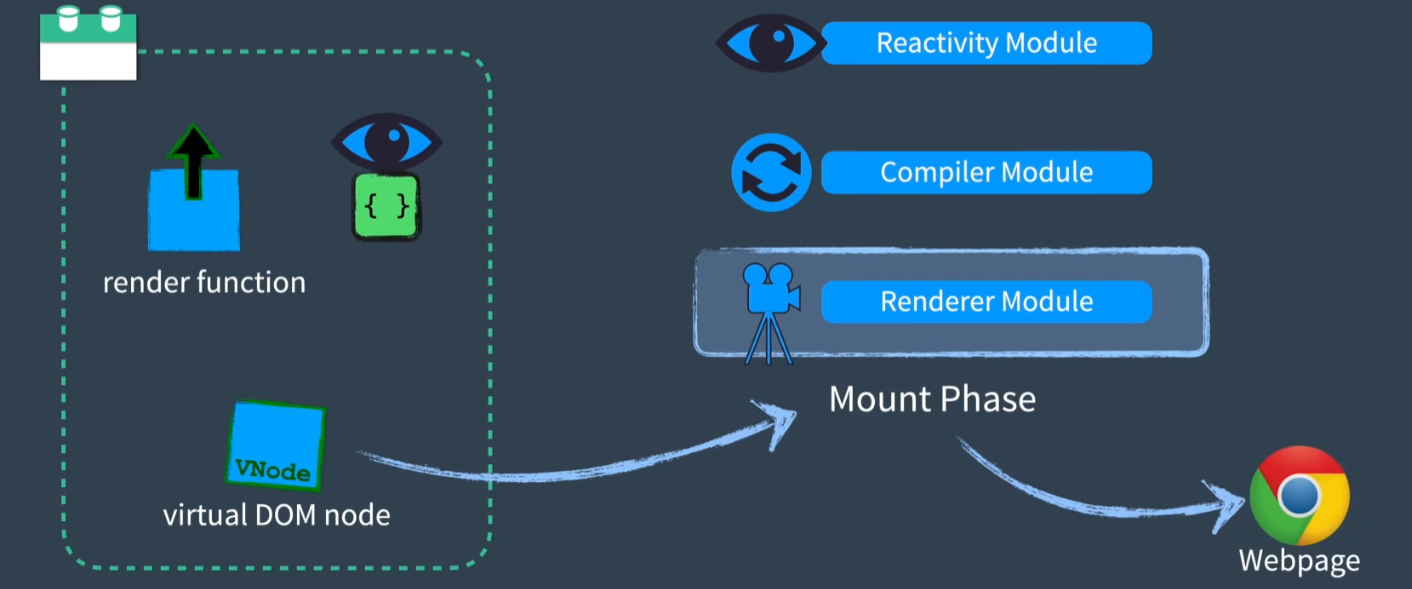 Reactivity Module
Compiler Module
{ }
render function
Renderer Module
Mount Phase
VNode
virtual DOM node
Webpage